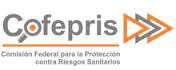 Cofepris
Comisión Federal para la Protección
contra Riesgos Sanitarios